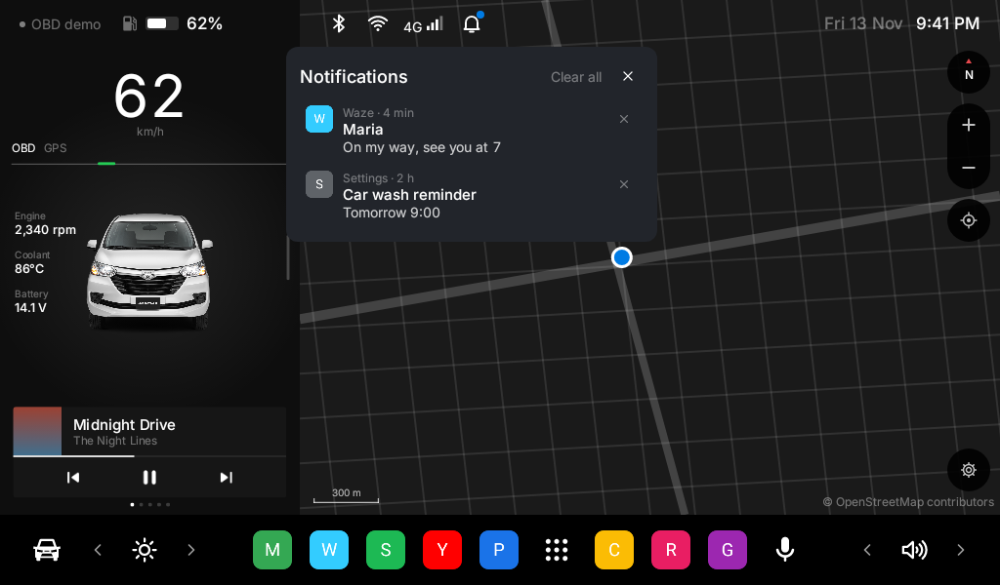 OBD demo
62%
4G
Fri 13 Nov 9:41 PM
62
km/h
OBD GPS
Engine
2,340 rpm
Coolant
86°C
Battery
14.1 V
Midnight Drive
The Night Lines
Notifications
Clear all
W
Waze · 4 min
Maria
On my way, see you at 7
S
Settings · 2 h
Car wash reminder
Tomorrow 9:00
N
300 m
© OpenStreetMap contributors
M W S Y P C R G